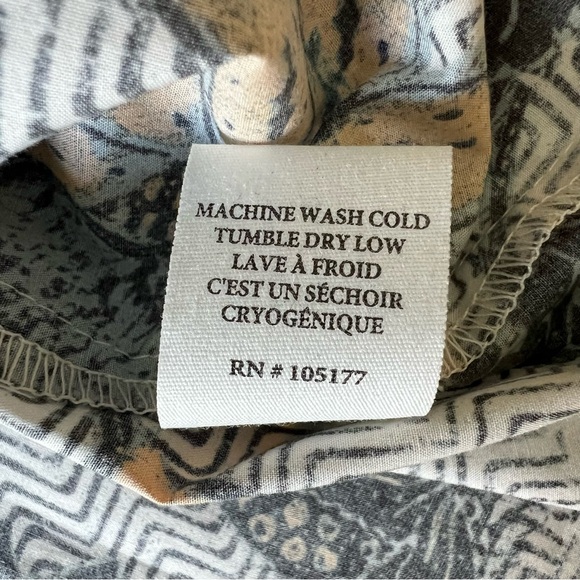 MACHINE WASH COLD
TUMBLE DRY LOW
LAVE À FROID
C'EST UN SÉCHOIR
CRYOGÉNIQUE
RN # 105177